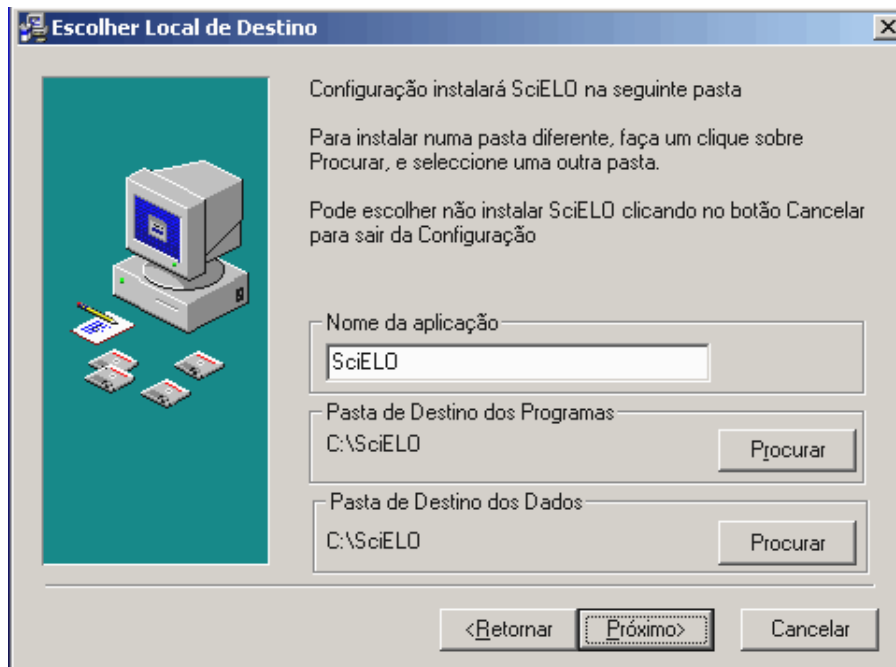 Escolher Local de Destino
Configuração instalará SciELO na seguinte pasta
Para instalar numa pasta diferente, faça um clique sobre
Procurar, e seleccione uma outra pasta.
Pode escolher não instalar SciELO clicando no botão Cancelar
para sair da Configuração
Nome da aplicação
SciELO
Pasta de Destino dos Programas
C:\SciELO
Procurar
Pasta de Destino dos Dados
C:\SciELO
Procurar
<Retornar Próximo> Cancelar